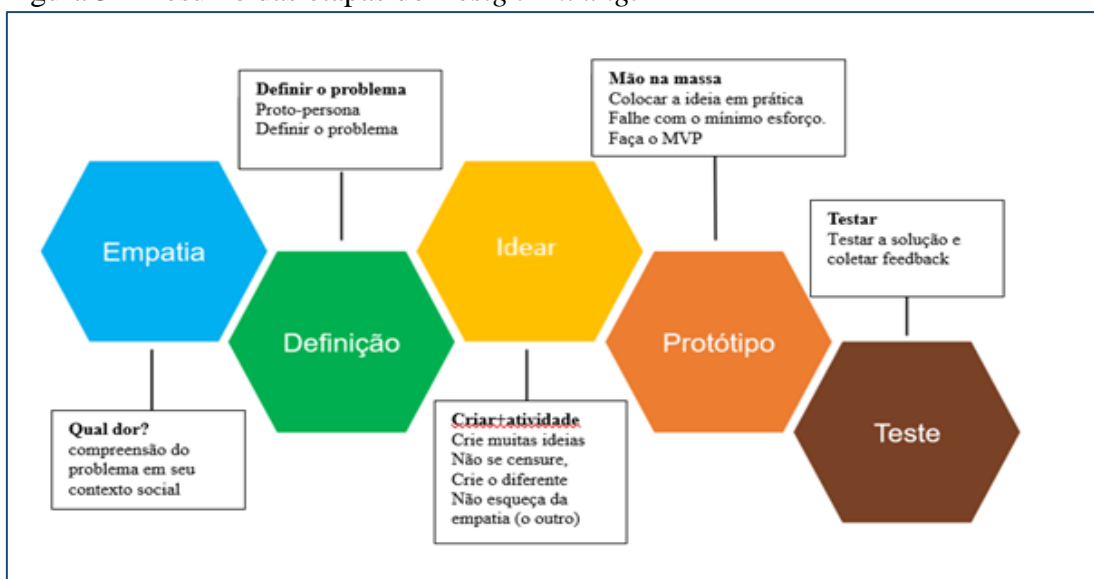 Definir o problema
Proto-persona
Definir o problema
Mão na massa
Colocar a ideia em prática
Falhe com o mínimo esforço.
Faça o MVP
Testar
Testar a solução e
coletar feedback
Empatia
Definição
Idear
Protótipo
Teste
Qual dor?
compreensão do
problema em seu
contexto social
Criar+atividade
Crie muitas ideias
Não se censure,
Crie o diferente
Não esqueça da
empatia (o outro)